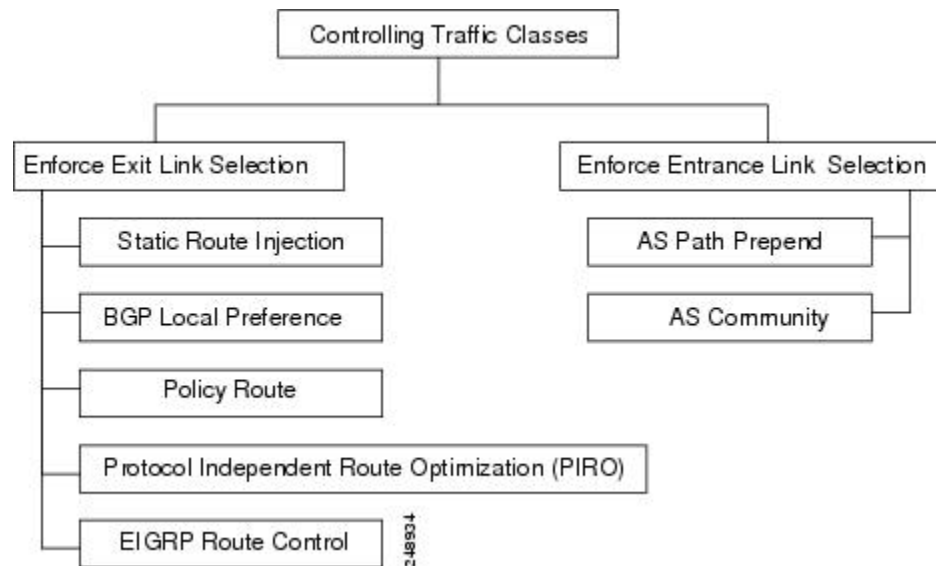 Controlling Traffic Classes
Enforce Exit Link Selection
Enforce Entrance Link Selection
Static Route Injection
AS Path Prepend
BGP Local Preference
AS Community
Policy Route
Protocol Independent Route Optimization (PIRO)
EIGRP Route Control
248934